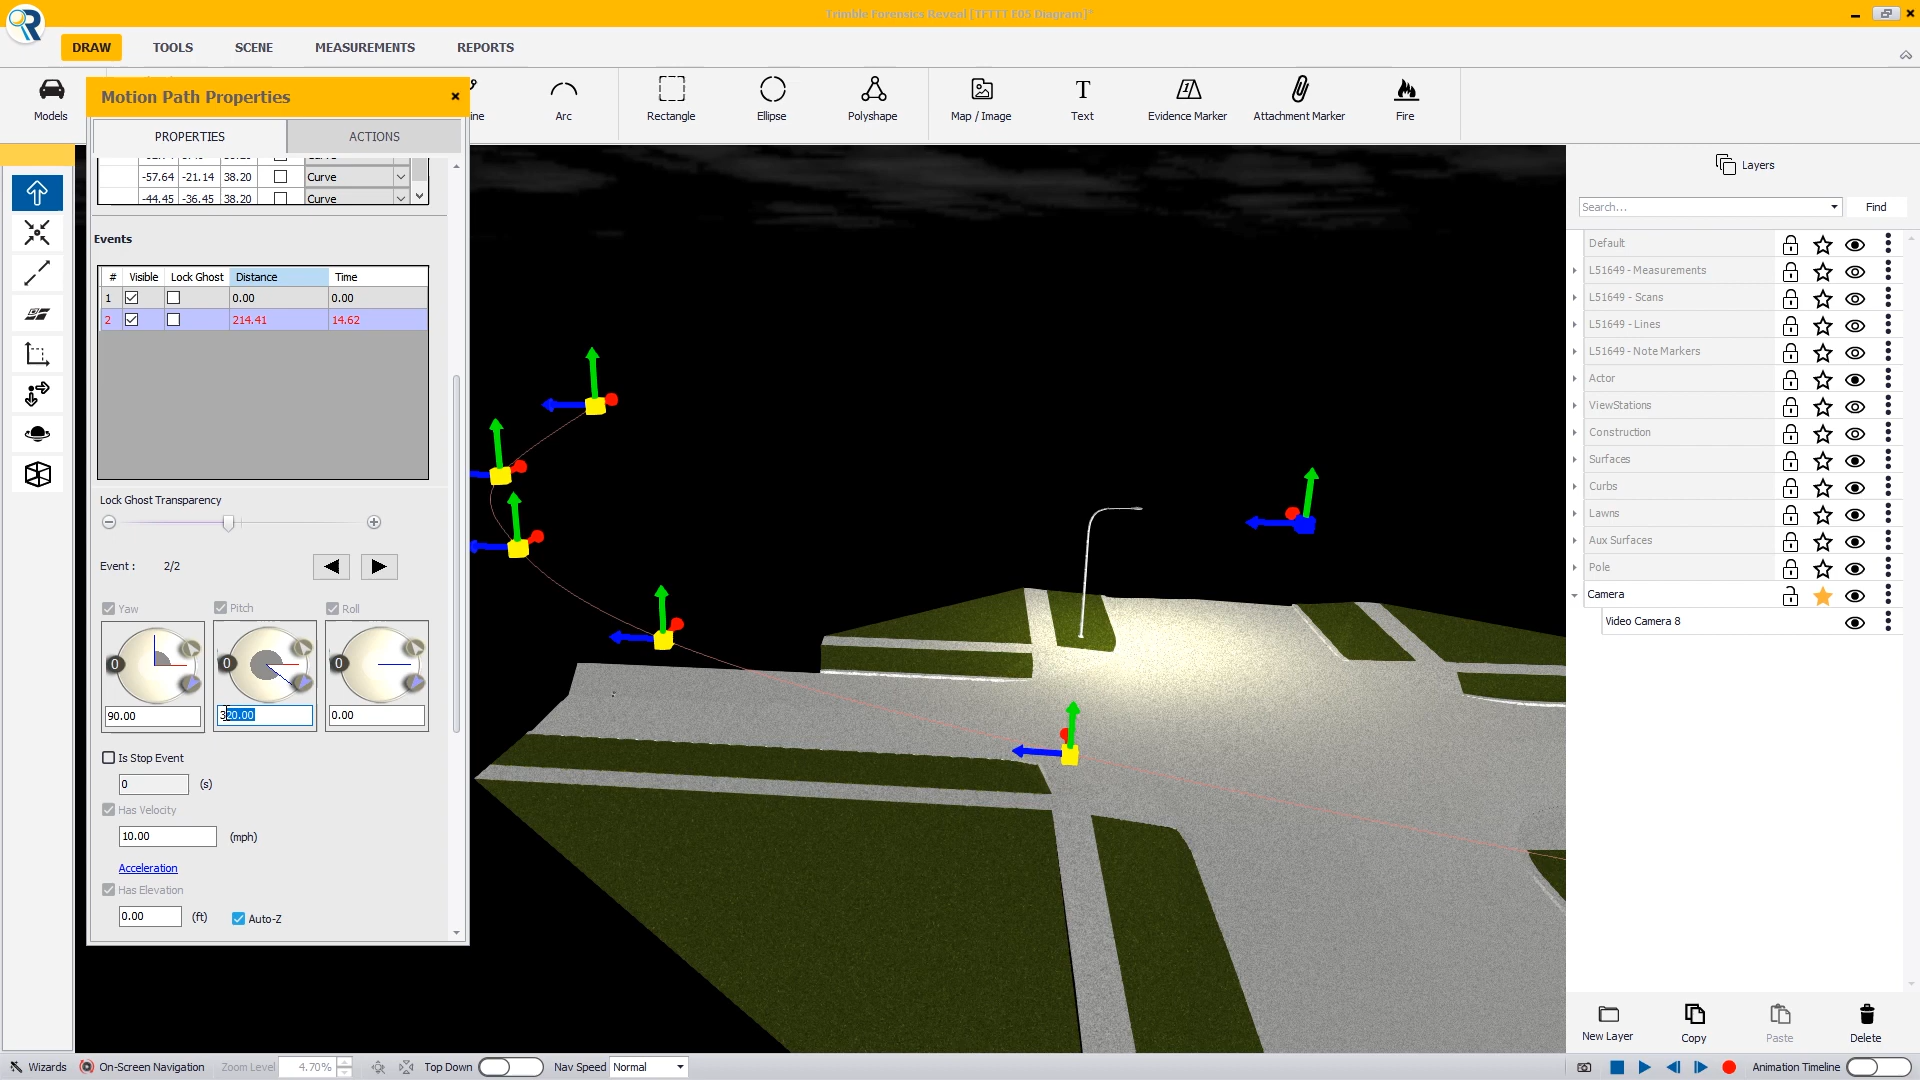 Trimble Forensics Reveal [TFTTT E05 Diagram]*
DRAW TOOLS SCENE MEASUREMENTS REPORTS
Models Arc Rectangle Ellipse Polyshape Map / Image Text Evidence Marker Attachment Marker Fire
Motion Path Properties
PROPERTIES ACTIONS
-57.64 -21.14 38.20 Curve
-44.45 -36.45 38.20 Curve
Events
# Visible Lock Ghost Distance Time
1 0.00 0.00
2 214.41 14.62
Lock Ghost Transparency
Event : 2/2
Yaw Pitch Roll
0 0 0
90.00 320.00 0.00
Is Stop Event
0 (s)
Has Velocity
10.00 (mph)
Acceleration
Has Elevation
0.00 (ft) Auto-Z
Layers
Search... Find
Default
L51649 - Measurements
L51649 - Scans
L51649 - Lines
L51649 - Note Markers
Actor
ViewStations
Construction
Surfaces
Curbs
Lawns
Aux Surfaces
Pole
Camera
Video Camera 8
New Layer Copy Paste Delete
Wizards On-Screen Navigation Zoom Level 4.70% Top Down Nav Speed Normal Animation Timeline